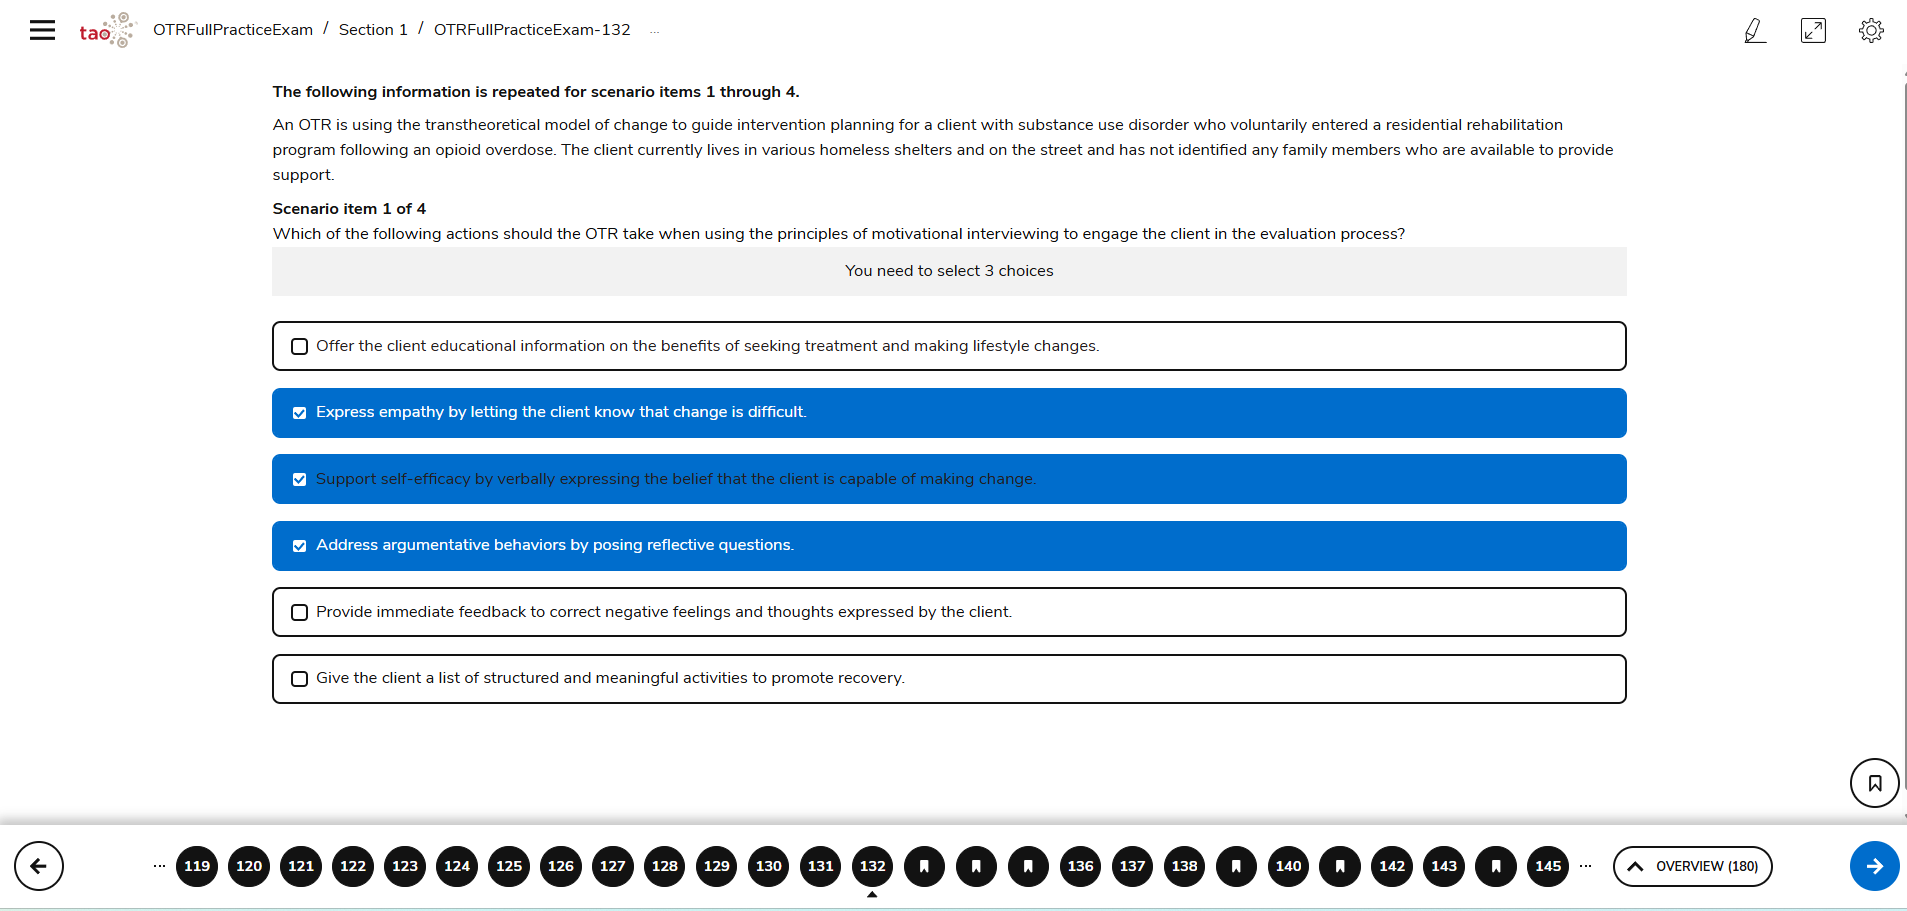 tao
OTRFullPracticeExam / Section 1 / OTRFullPracticeExam-132 ...
The following information is repeated for scenario items 1 through 4.
An OTR is using the transtheoretical model of change to guide intervention planning for a client with substance use disorder who voluntarily entered a residential rehabilitation
program following an opioid overdose. The client currently lives in various homeless shelters and on the street and has not identified any family members who are available to provide
support.
Scenario item 1 of 4
Which of the following actions should the OTR take when using the principles of motivational interviewing to engage the client in the evaluation process?
You need to select 3 choices
Offer the client educational information on the benefits of seeking treatment and making lifestyle changes.
Express empathy by letting the client know that change is difficult.
Support self-efficacy by verbally expressing the belief that the client is capable of making change.
Address argumentative behaviors by posing reflective questions.
Provide immediate feedback to correct negative feelings and thoughts expressed by the client.
Give the client a list of structured and meaningful activities to promote recovery.
... 119 120 121 122 123 124 125 126 127 128 129 130 131 132 136 137 138 140 142 143 145 ... OVERVIEW (180)